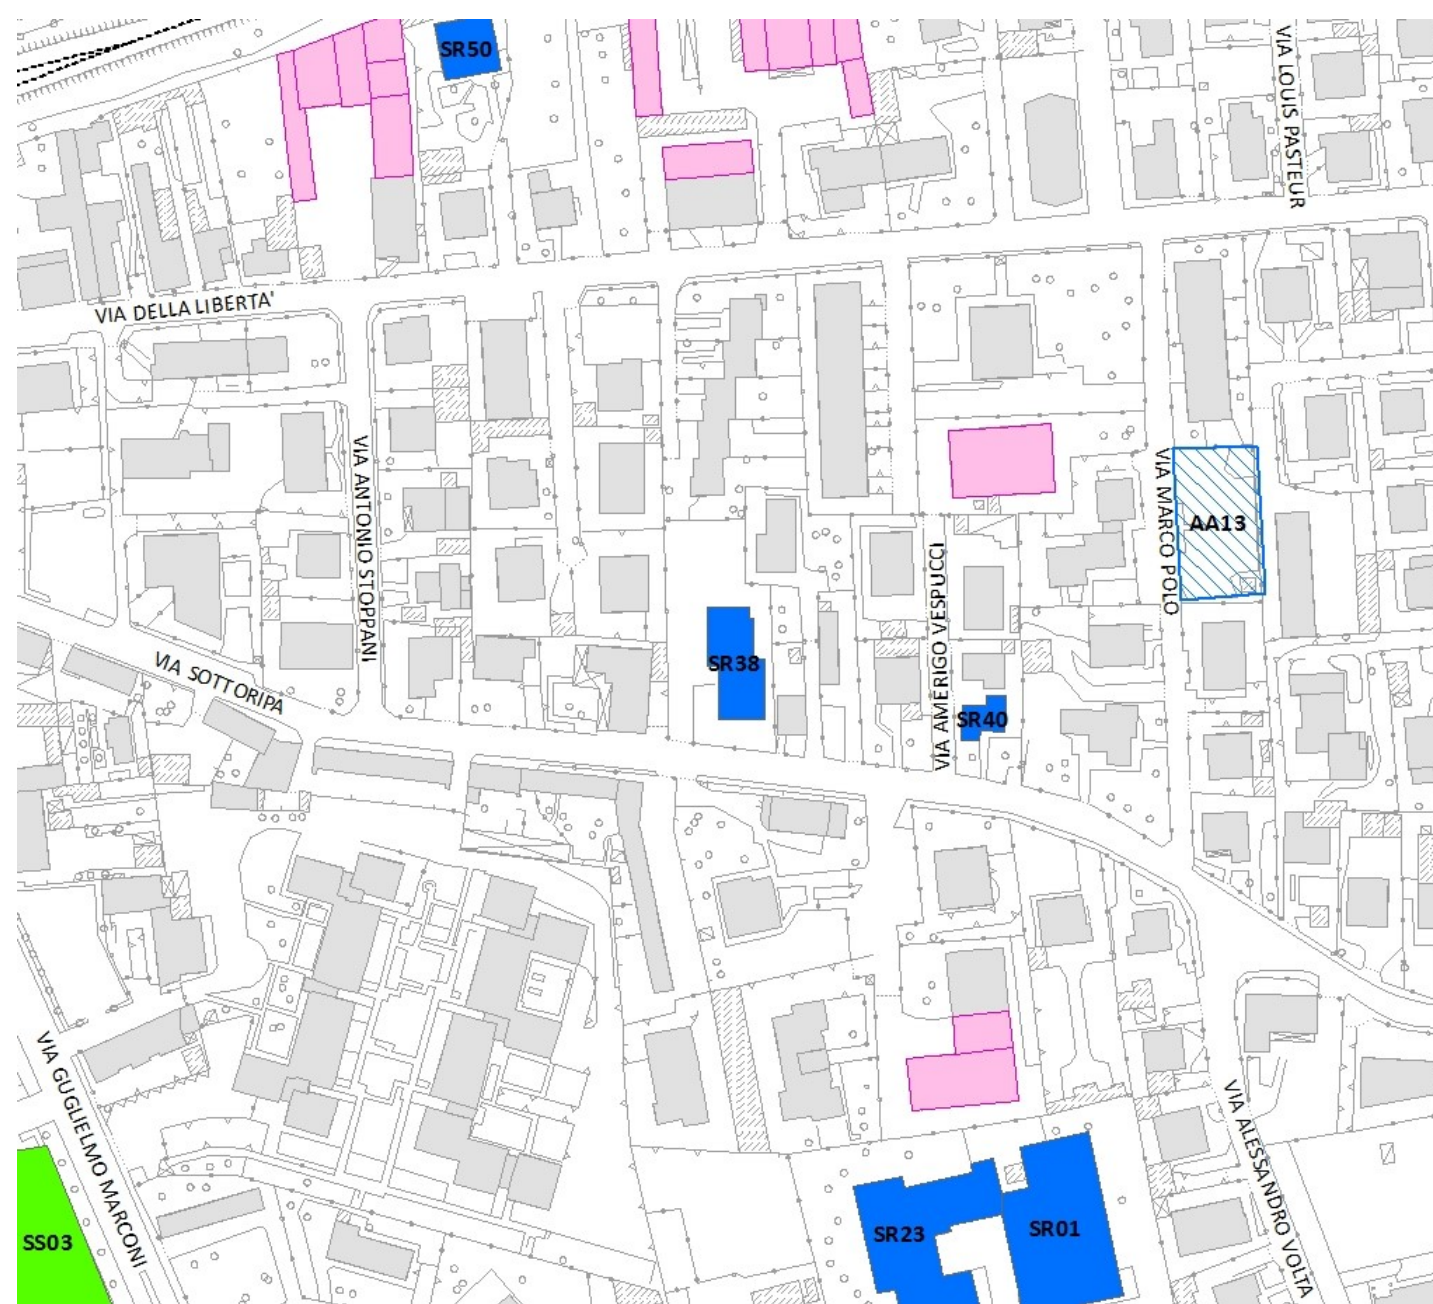 SR50
VIA LOUIS PASTEUR
VIA DELLA LIBERTA'
VIA ANTONIO STOPPANI
VIA MARCO POLO
AA13
VIA AMERIGO VESPUCCI
SR38
VIA SOTTORIPA
SR40
VIA GUGLIELMO MARCONI
VIA ALESSANDRO VOLTA
SS03
SR23
SR01